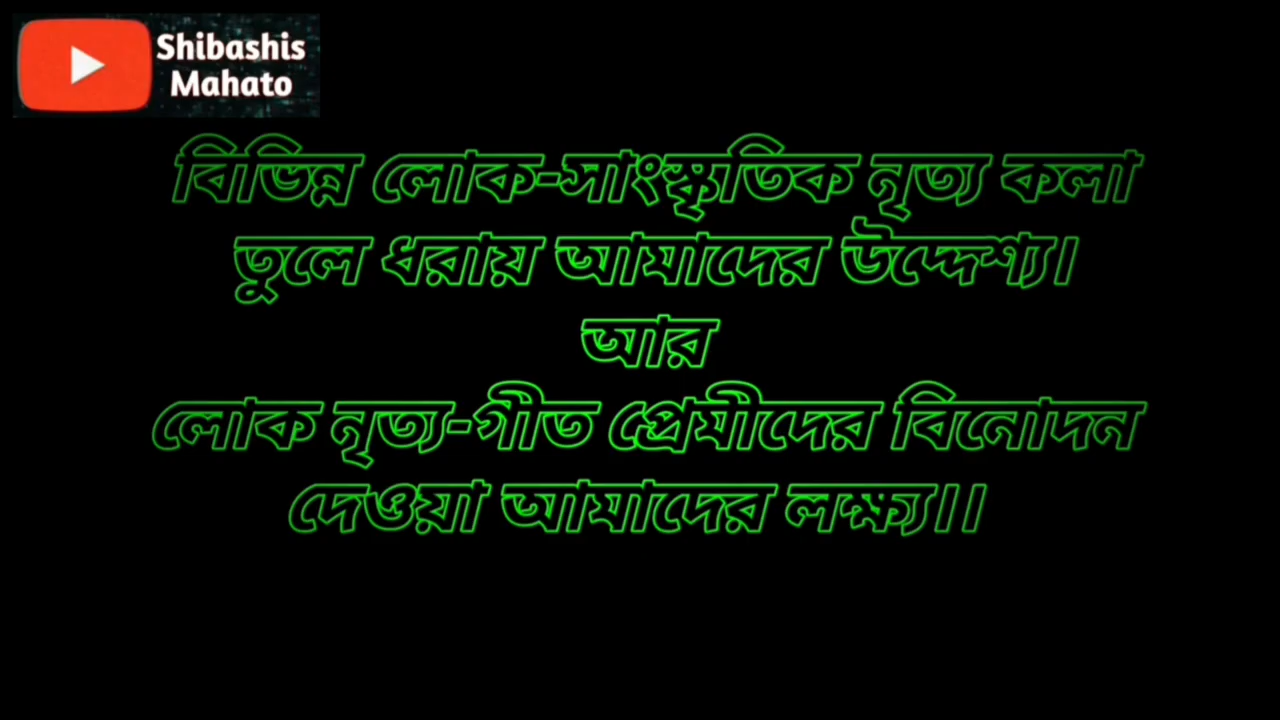 Shibashis
Mahato
বিভিন্ন লোক-সাংস্কৃতিক নৃত্য কলা
তুলে ধরায় আমাদের উদ্দেশ্য।
আর
লোক নৃত্য-গীত প্রেমীদের বিনোদন
দেওয়া আমাদের লক্ষ্য।।